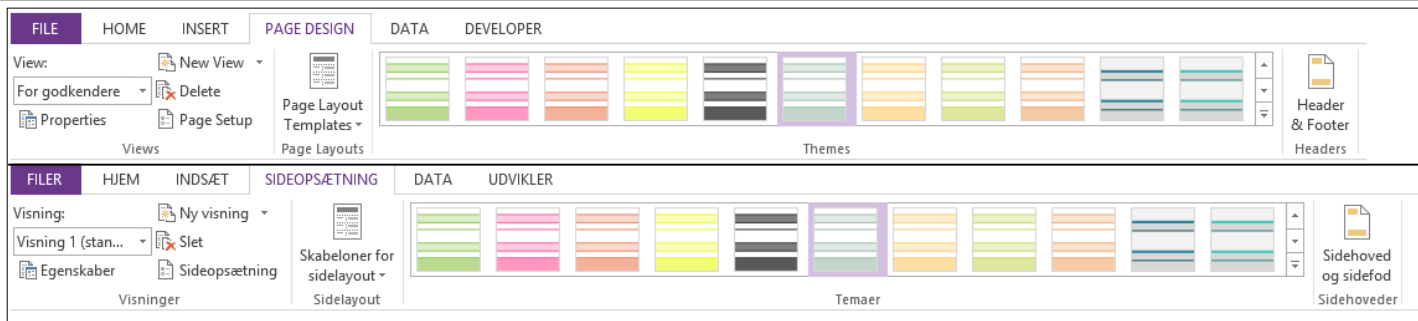 FILE HOME INSERT PAGE DESIGN DATA DEVELOPER
View: New View
For godkendere Delete
Properties Page Setup
Page Layout
Templates
Header
& Footer
Views Page Layouts Themes Headers
FILER HJEM INDSÆT SIDEOPSÆTNING DATA UDVIKLER
Visning: Ny visning
Visning 1 (stan... Slet
Egenskaber Sideopsætning
Skabeloner for
sidelayout
Sidehoved
og sidefod
Visninger Sidelayout Temaer Sidehoveder